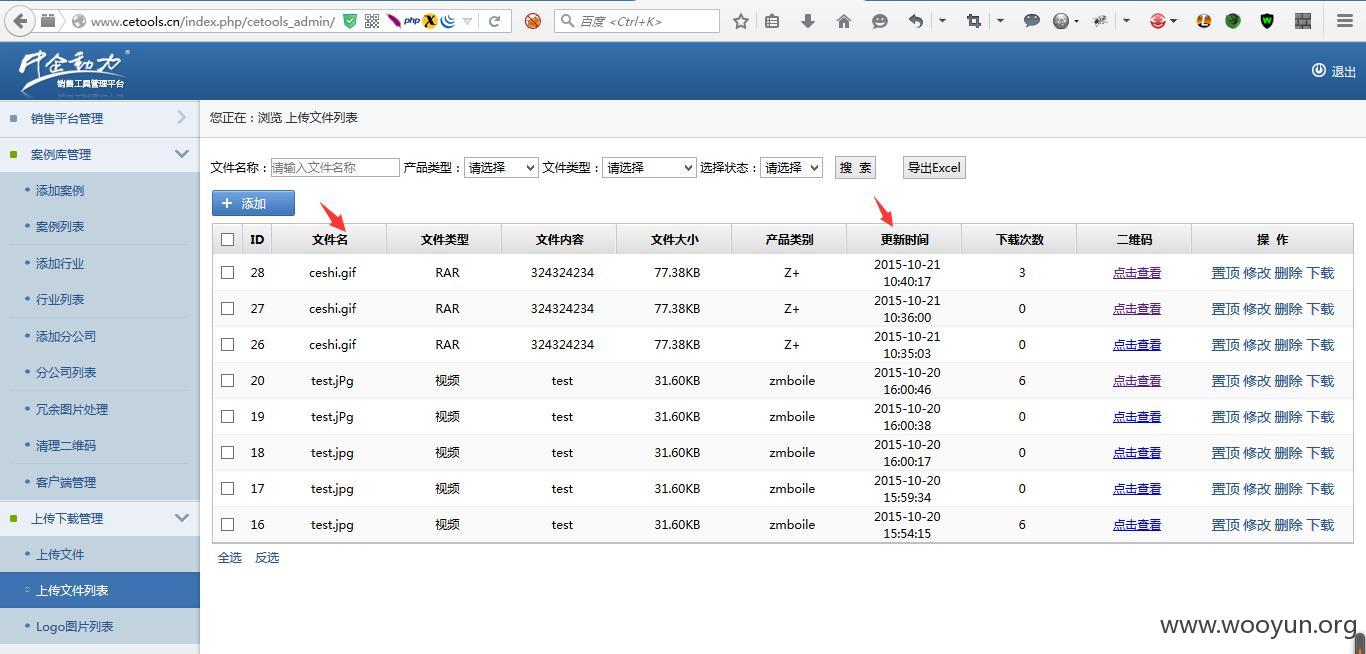 www.cetools.cn/index.php/cetools_admin/
php
百度 <Ctrl+K>
中企动力
销售工具管理平台
退出
销售平台管理
案例库管理
添加案例
案例列表
添加行业
行业列表
添加分公司
分公司列表
冗余图片处理
清理二维码
客户端管理
上传下载管理
上传文件
上传文件列表
Logo图片列表
您正在：浏览 上传文件列表
文件名称： 请输入文件名称 产品类型： 请选择 文件类型： 请选择 选择状态： 请选择 搜 索 导出Excel
+ 添加
ID 文件名 文件类型 文件内容 文件大小 产品类别 更新时间 下载次数 二维码 操 作
28 ceshi.gif RAR 324324234 77.38KB Z+ 2015-10-21 10:40:17 3 点击查看 置顶 修改 删除 下载
27 ceshi.gif RAR 324324234 77.38KB Z+ 2015-10-21 10:36:00 0 点击查看 置顶 修改 删除 下载
26 ceshi.gif RAR 324324234 77.38KB Z+ 2015-10-21 10:35:03 0 点击查看 置顶 修改 删除 下载
20 test.jPg 视频 test 31.60KB zmboile 2015-10-20 16:00:46 6 点击查看 置顶 修改 删除 下载
19 test.jPg 视频 test 31.60KB zmboile 2015-10-20 16:00:38 0 点击查看 置顶 修改 删除 下载
18 test.jpg 视频 test 31.60KB zmboile 2015-10-20 16:00:17 0 点击查看 置顶 修改 删除 下载
17 test.jpg 视频 test 31.60KB zmboile 2015-10-20 15:59:34 0 点击查看 置顶 修改 删除 下载
16 test.jpg 视频 test 31.60KB zmboile 2015-10-20 15:54:15 6 点击查看 置顶 修改 删除 下载
全选 反选
www.wooyun.org